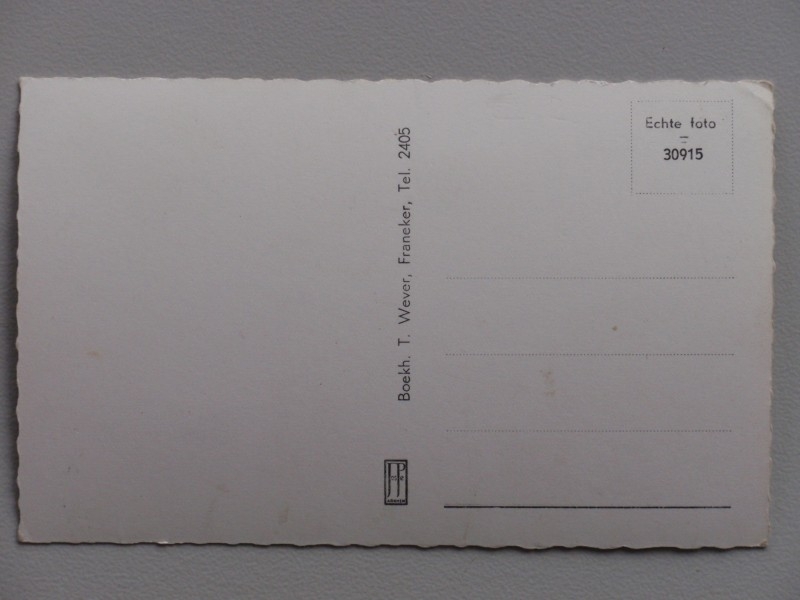 Echte foto
30915
Boekh. T. Wever, Franeker, Tel. 2405